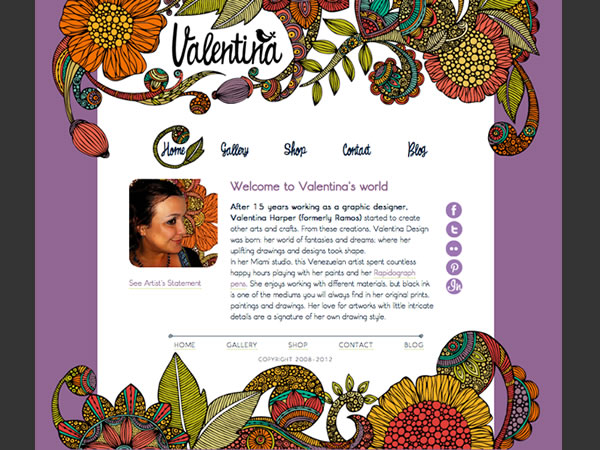 Valentina
Home Gallery Shop Contact Blog
Welcome to Valentina's world
After 15 years working as a graphic designer,
Valentina Harper (formerly Ramos) started to create
other arts and crafts. From these creations, Valentina Design
was born: her world of fantasies and dreams, where her
uplifting drawings and designs took shape.
In her Miami studio, this Venezuelan artist spent countless
happy hours playing with her paints and her Rapidograph
pens. She enjoys working with different materials, but black ink
is one of the mediums you will always find in her original prints,
paintings and drawings. Her love for artworks with little intricate
details are a signature of her own drawing style.
See Artist's Statement
HOME GALLERY SHOP CONTACT BLOG
COPYRIGHT 2008-2012